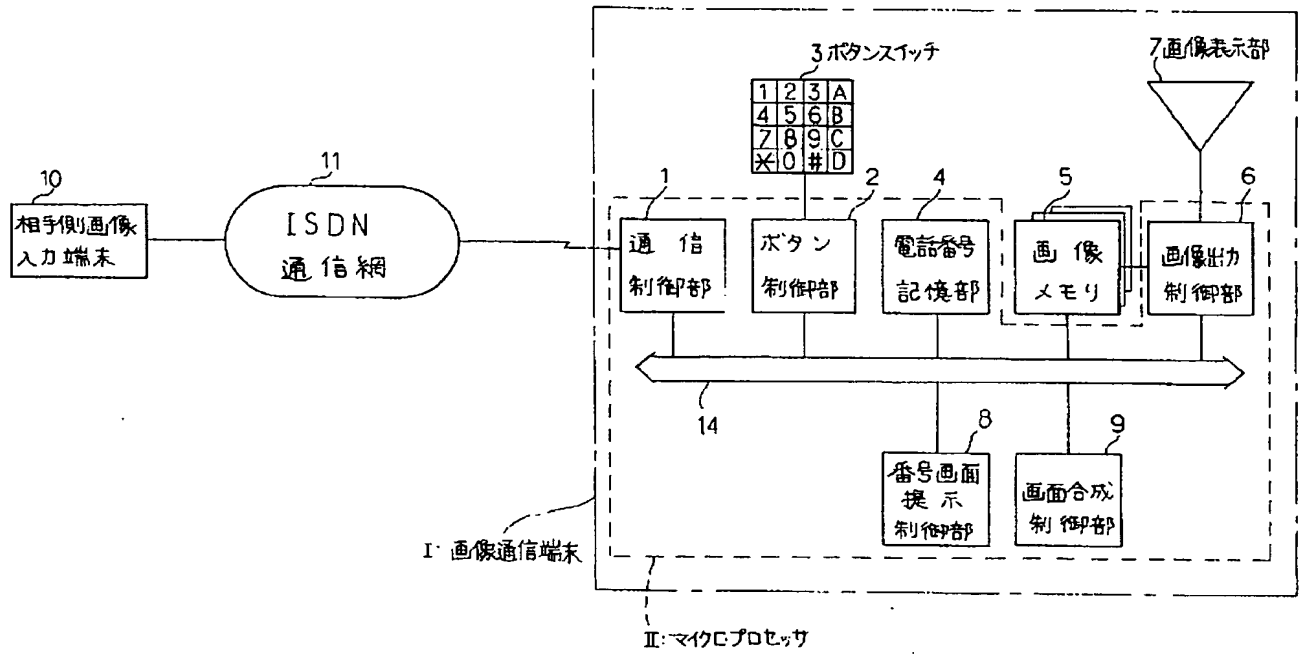 7画像表示部
3ボタンスイッチ
1 2 3 A
4 5 6 B
7 8 9 C
* 0 # D
10
相手側画像
入力端末
11
ISDN
通信網
1
通信
制御部
2
ボタン
制御部
4
電話番号
記憶部
5
画像
メモリ
6
画像出力
制御部
14
8
番号画面
提示
制御部
9
画面合成
制御部
I: 画像通信端末
II:マイクロプロセッサ